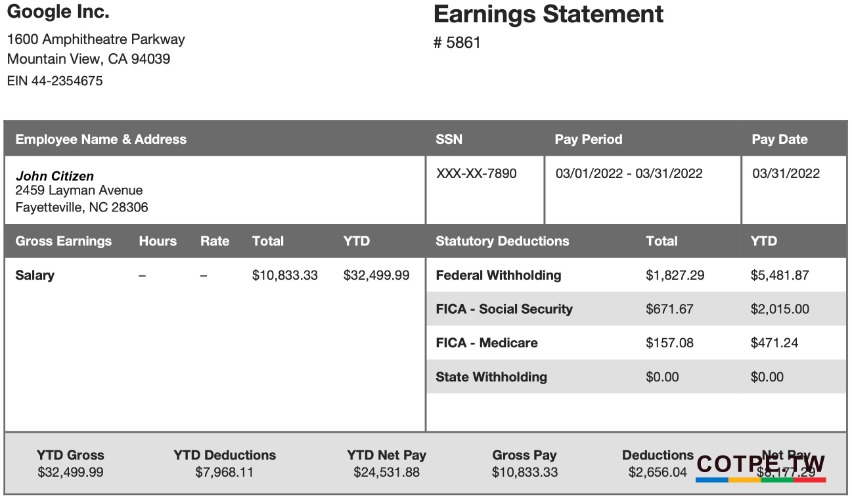 Google Inc.
1600 Amphitheatre Parkway
Mountain View, CA 94039
EIN 44-2354675
Earnings Statement
# 5861
Employee Name & Address SSN Pay Period Pay Date
John Citizen
2459 Layman Avenue
Fayetteville, NC 28306
XXX-XX-7890 03/01/2022 - 03/31/2022 03/31/2022
Gross Earnings Hours Rate Total YTD
Salary – – $10,833.33 $32,499.99
Statutory Deductions Total YTD
Federal Withholding $1,827.29 $5,481.87
FICA - Social Security $671.67 $2,015.00
FICA - Medicare $157.08 $471.24
State Withholding $0.00 $0.00
YTD Gross YTD Deductions YTD Net Pay Gross Pay Deductions Net Pay
$32,499.99 $7,968.11 $24,531.88 $10,833.33 $2,656.04 $8,177.29
COTPE.TW